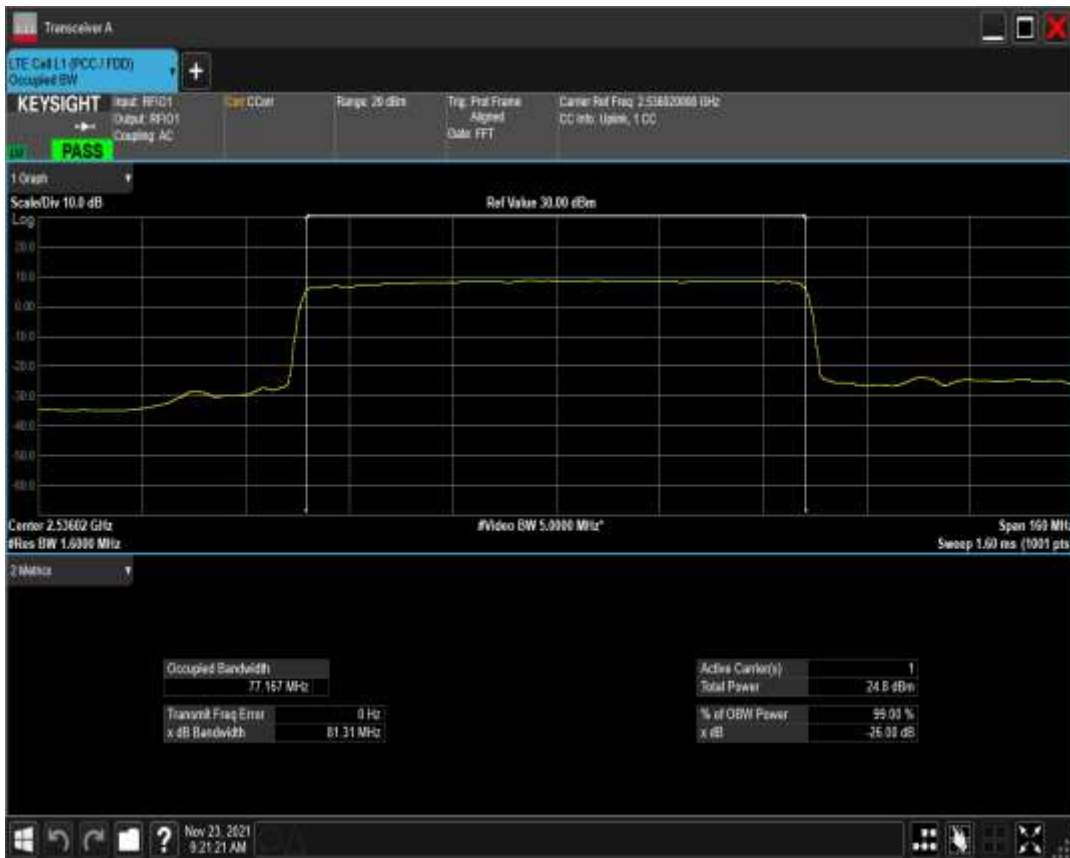 Transceiver A
LTE Cell L1 (PCC / FDD)
Occupied BW
+
KEYSIGHT
Input: RFIO1
Output: RFIO1
Coupling: AC
PASS
Corr CCorr
Range: 20 dBm
Trig: Prd Frame
Aligned
Gate: FFT
Carrier Ref Freq: 2.536020000 GHz
CC Info: Uplink, 1 CC
1 Graph
Scale/Div 10.0 dB
Ref Value 30.00 dBm
Log
20.0
10.0
0.00
-10.0
-20.0
-30.0
-40.0
-50.0
-60.0
Center 2.53602 GHz
#Video BW 5.0000 MHz*
Span 160 MHz
#Res BW 1.6000 MHz
Sweep 1.60 ms (1001 pts
2 Metrics
Occupied Bandwidth
77.167 MHz
Transmit Freq Error 0 Hz
x dB Bandwidth 81.31 MHz
Active Carrier(s) 1
Total Power 24.8 dBm
% of OBW Power 99.00 %
x dB -26.00 dB
?
Nov 23, 2021
9:21:21 AM